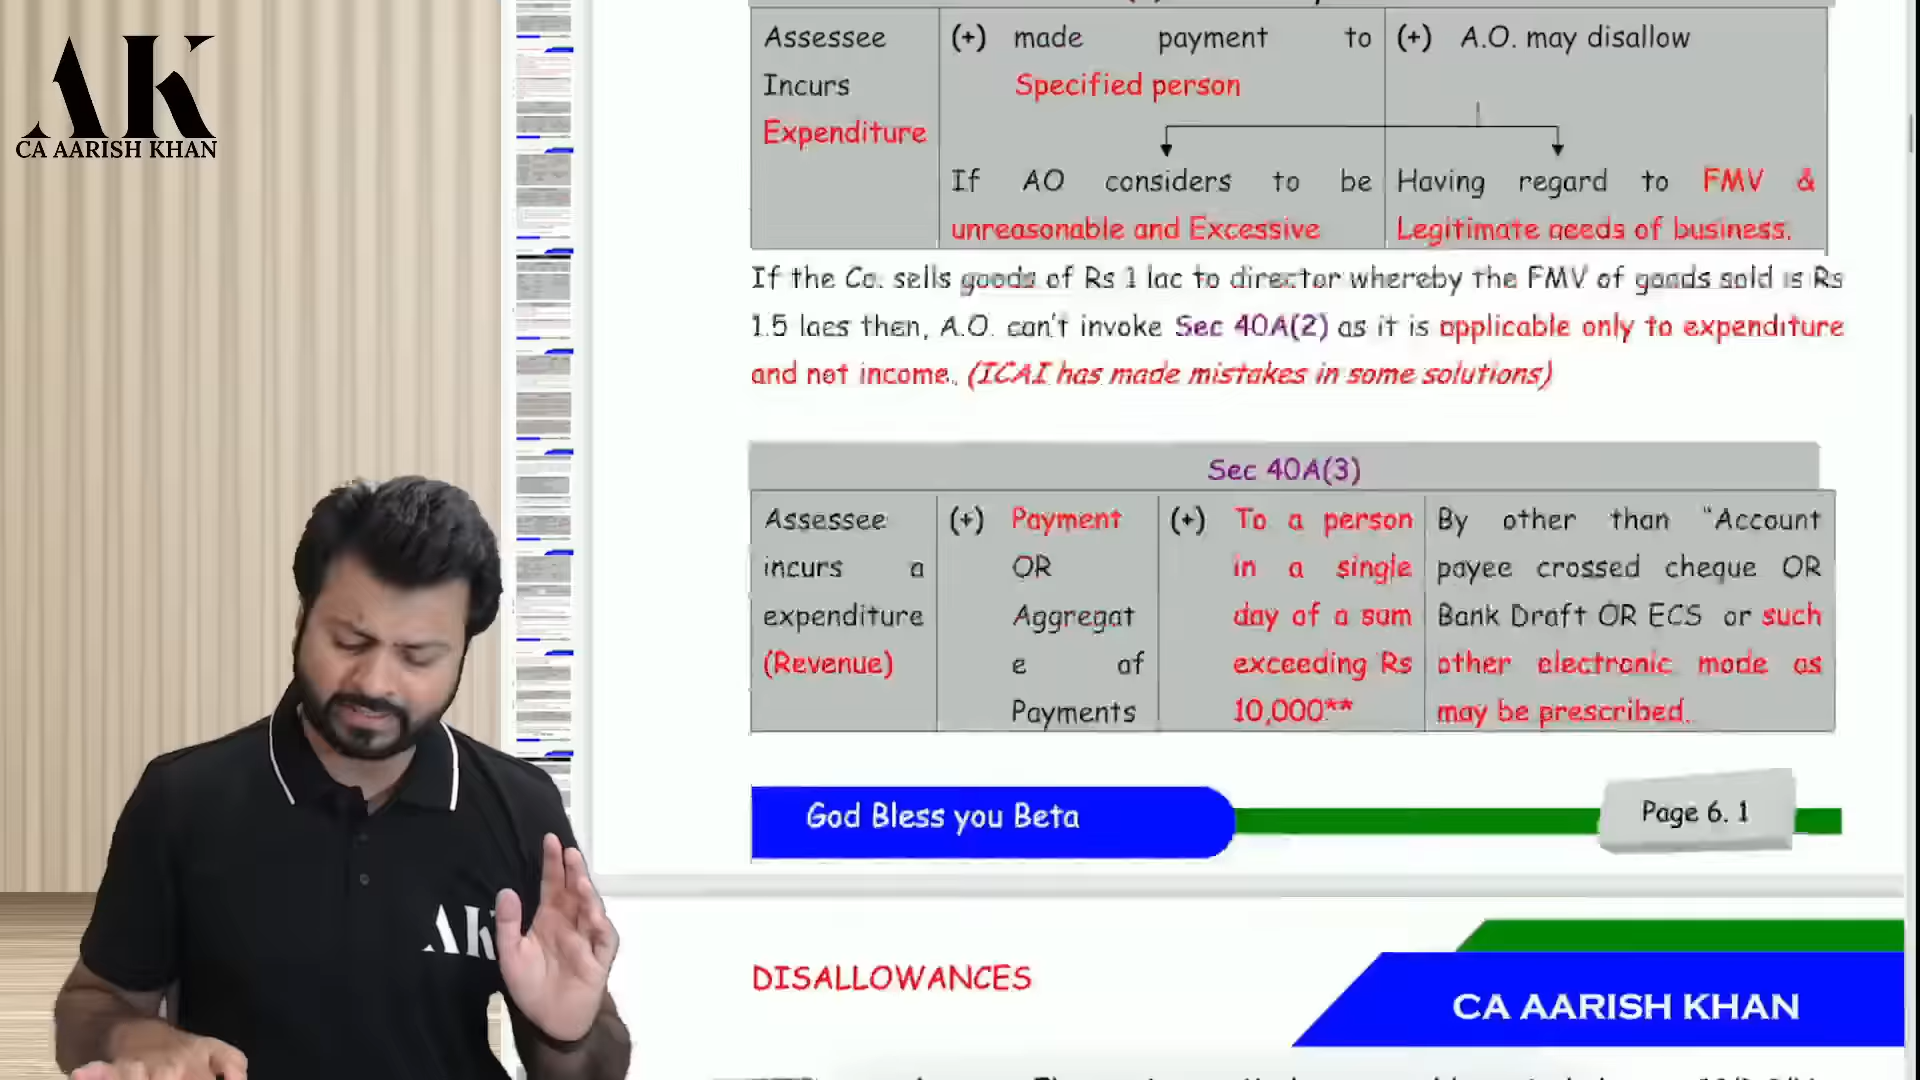 AK
CA AARISH KHAN
Assessee
Incurs
Expenditure
(+) made payment to
Specified person
(+) A.O. may disallow
If AO considers to be
unreasonable and Excessive
Having regard to FMV &
Legitimate needs of business.
If the Co. sells goods of Rs 1 lac to director whereby the FMV of goods sold is Rs
1.5 lacs then, A.O. can't invoke Sec 40A(2) as it is applicable only to expenditure
and not income. (ICAI has made mistakes in some solutions)
Sec 40A(3)
Assessee
incurs a
expenditure
(Revenue)
(+) Payment
OR
Aggregat
e of
Payments
(+) To a person
in a single
day of a sum
exceeding Rs
10,000**
By other than "Account
payee crossed cheque OR
Bank Draft OR ECS or such
other electronic mode as
may be prescribed.
God Bless you Beta
Page 6. 1
DISALLOWANCES
CA AARISH KHAN
AK